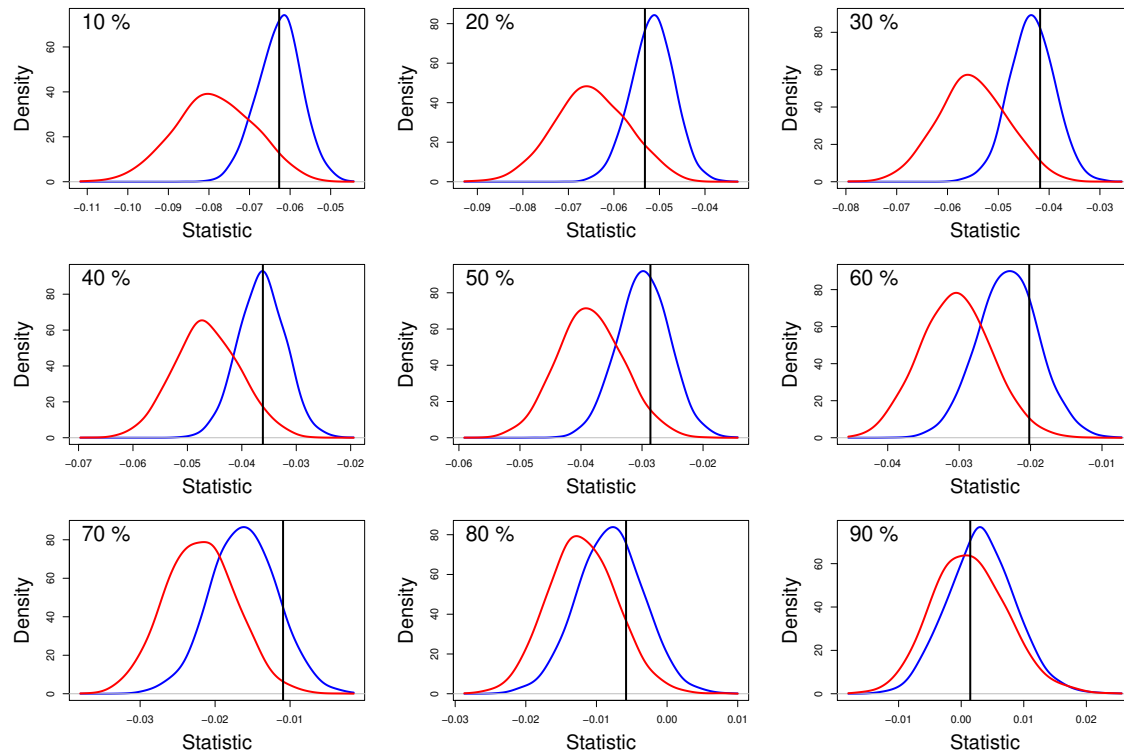 10 %
Density
0 20 40 60
−0.11 −0.10 −0.09 −0.08 −0.07 −0.06 −0.05
Statistic
20 %
Density
0 20 40 60 80
−0.09 −0.08 −0.07 −0.06 −0.05 −0.04
Statistic
30 %
Density
0 20 40 60 80
−0.08 −0.07 −0.06 −0.05 −0.04 −0.03
Statistic
40 %
Density
0 20 40 60 80
−0.07 −0.06 −0.05 −0.04 −0.03 −0.02
Statistic
50 %
Density
0 20 40 60 80
−0.06 −0.05 −0.04 −0.03 −0.02
Statistic
60 %
Density
0 20 40 60 80
−0.04 −0.03 −0.02 −0.01
Statistic
70 %
Density
0 20 40 60 80
−0.03 −0.02 −0.01
Statistic
80 %
Density
0 20 40 60 80
−0.03 −0.02 −0.01 0.00 0.01
Statistic
90 %
Density
0 20 40 60
−0.01 0.00 0.01 0.02
Statistic